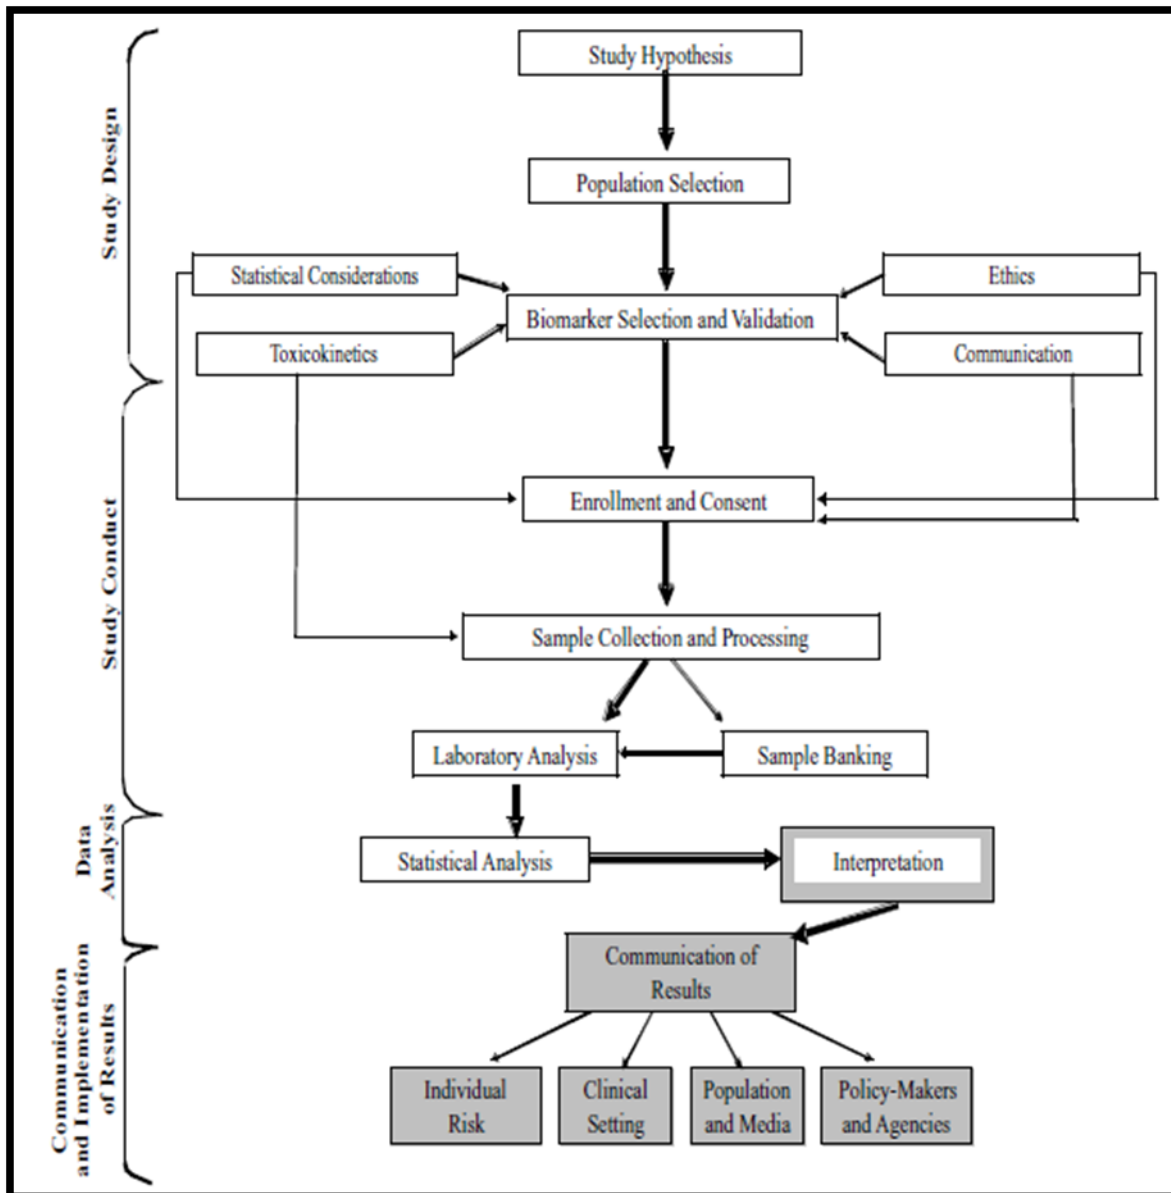 Study Hypothesis
Study Design
Population Selection
Statistical Considerations
Ethics
Biomarker Selection and Validation
Toxicokinetics
Communication
Study Conduct
Enrollment and Consent
Sample Collection and Processing
Laboratory Analysis
Sample Banking
Data
Analysis
Statistical Analysis
Interpretation
Communication
and Implementation
of Results
Communication of
Results
Individual
Risk
Clinical
Setting
Population
and Media
Policy-Makers
and Agencies